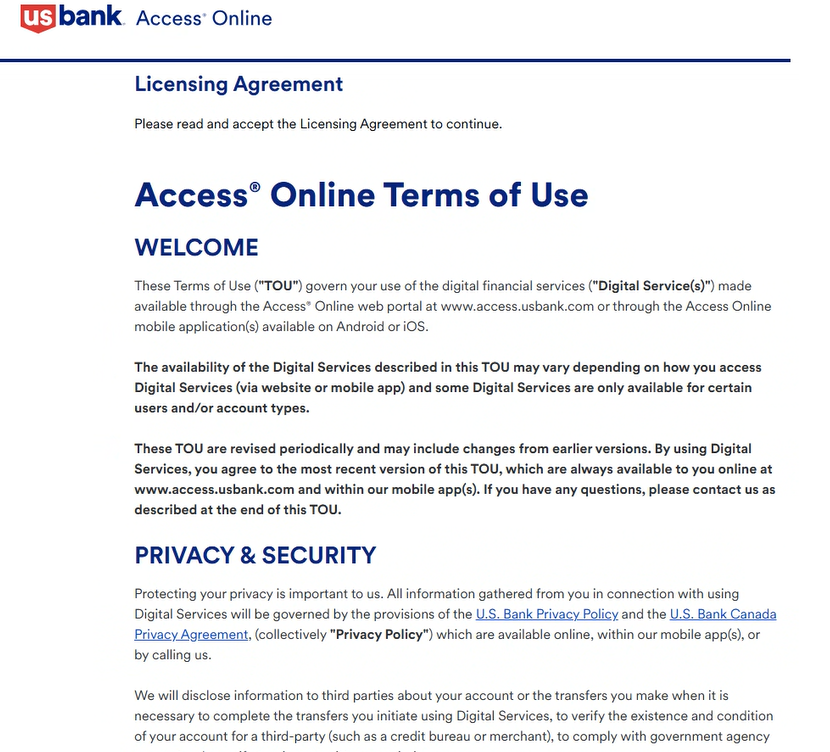 usbank Access® Online
Licensing Agreement
Please read and accept the Licensing Agreement to continue.
Access® Online Terms of Use
WELCOME
These Terms of Use ("TOU") govern your use of the digital financial services ("Digital Service(s)") made
available through the Access® Online web portal at www.access.usbank.com or through the Access Online
mobile application(s) available on Android or iOS.
The availability of the Digital Services described in this TOU may vary depending on how you access
Digital Services (via website or mobile app) and some Digital Services are only available for certain
users and/or account types.
These TOU are revised periodically and may include changes from earlier versions. By using Digital
Services, you agree to the most recent version of this TOU, which are always available to you online at
www.access.usbank.com and within our mobile app(s). If you have any questions, please contact us as
described at the end of this TOU.
PRIVACY & SECURITY
Protecting your privacy is important to us. All information gathered from you in connection with using
Digital Services will be governed by the provisions of the U.S. Bank Privacy Policy and the U.S. Bank Canada
Privacy Agreement, (collectively "Privacy Policy") which are available online, within our mobile app(s), or
by calling us.
We will disclose information to third parties about your account or the transfers you make when it is
necessary to complete the transfers you initiate using Digital Services, to verify the existence and condition
of your account for a third-party (such as a credit bureau or merchant), to comply with government agency